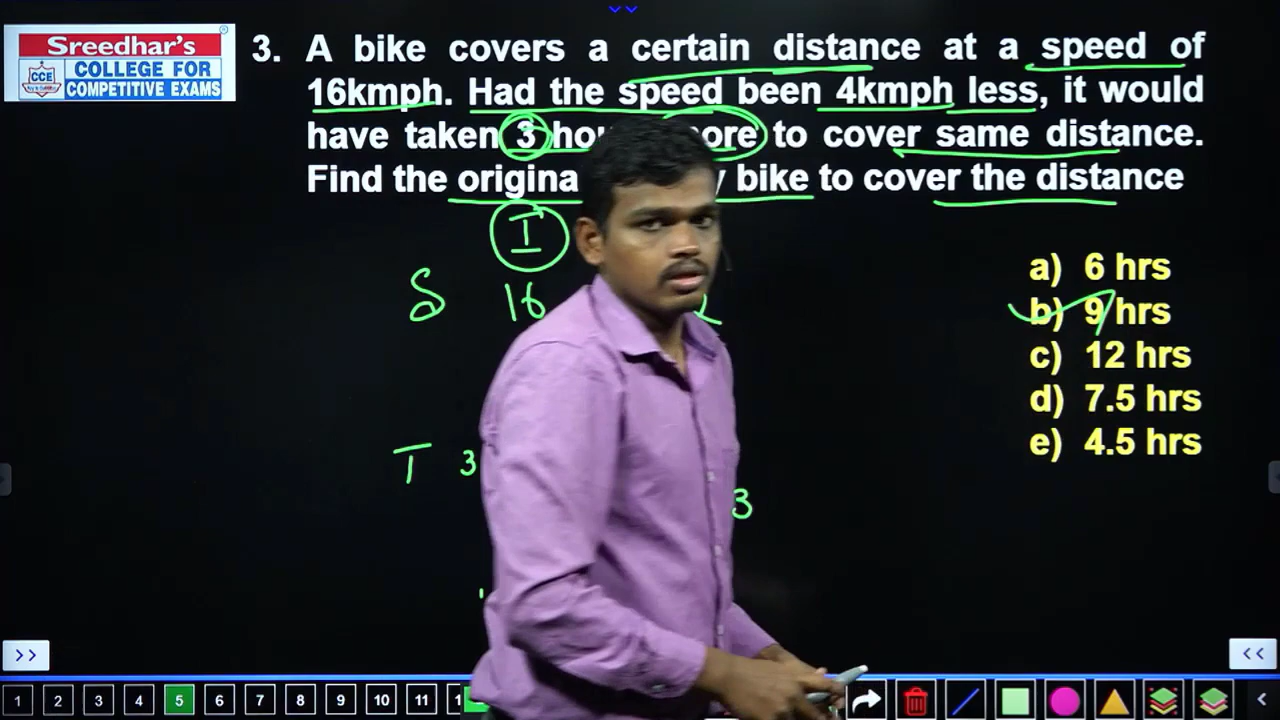 Sreedhar's
CCE
COLLEGE FOR
COMPETITIVE EXAMS
3. A bike covers a certain distance at a speed of
16kmph. Had the speed been 4kmph less, it would
have taken 3 hou ore to cover same distance.
Find the origina y bike to cover the distance
I
S 16
T 3
3
a) 6 hrs
b) 9 hrs
c) 12 hrs
d) 7.5 hrs
e) 4.5 hrs
>> <<
1 2 3 4 5 6 7 8 9 10 11 1